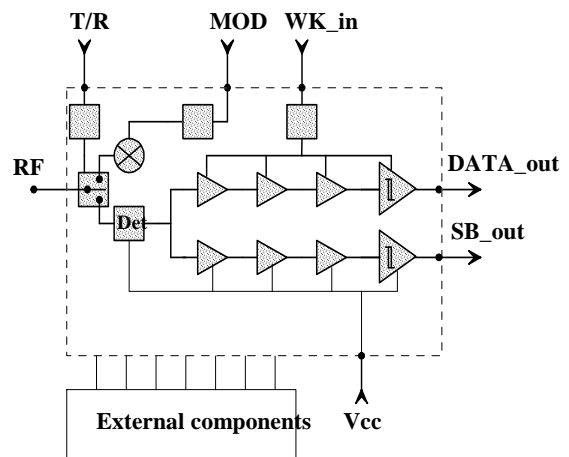 T/R MOD WK_in
RF
DATA_out
Det
SB_out
External components
Vcc